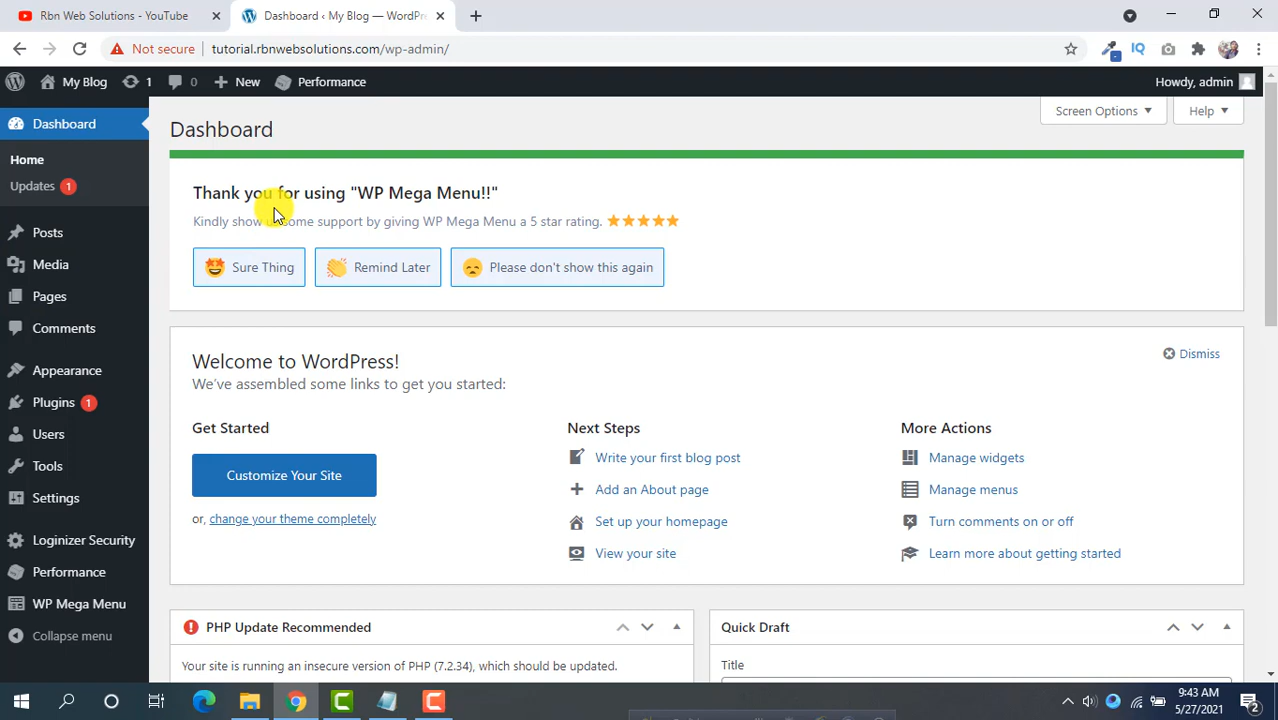 Rbn Web Solutions - YouTube
Dashboard ‹ My Blog — WordPre
Not secure
tutorial.rbnwebsolutions.com/wp-admin/
IQ
My Blog
1
0
New
Performance
Howdy, admin
Dashboard
Home
Updates 1
Posts
Media
Pages
Comments
Appearance
Plugins 1
Users
Tools
Settings
Loginizer Security
Performance
WP Mega Menu
Collapse menu
Screen Options
Help
Dashboard
Thank you for using "WP Mega Menu!!"
Kindly show us some support by giving WP Mega Menu a 5 star rating.
Sure Thing
Remind Later
Please don't show this again
Welcome to WordPress!
Dismiss
We've assembled some links to get you started:
Get Started
Customize Your Site
or, change your theme completely
Next Steps
Write your first blog post
Add an About page
Set up your homepage
View your site
More Actions
Manage widgets
Manage menus
Turn comments on or off
Learn more about getting started
PHP Update Recommended
Your site is running an insecure version of PHP (7.2.34), which should be updated.
Quick Draft
Title
9:43 AM
5/27/2021
2